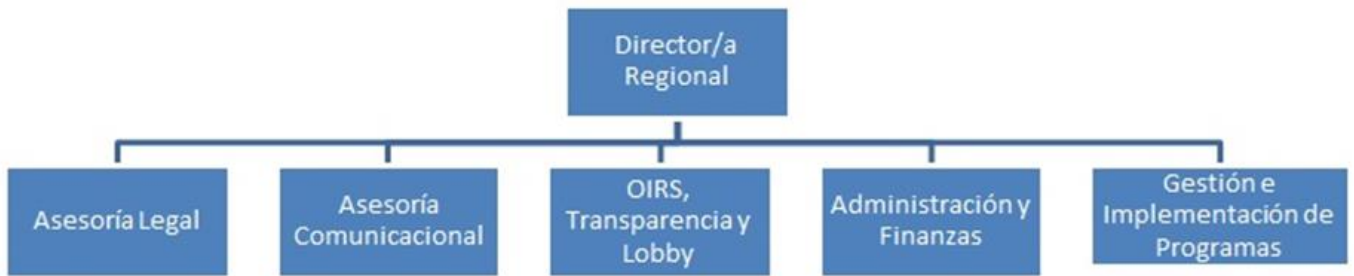 Director/a
Regional
Asesoría Legal
Asesoría
Comunicacional
OIRS,
Transparencia y
Lobby
Administración y
Finanzas
Gestión e
Implementación de
Programas